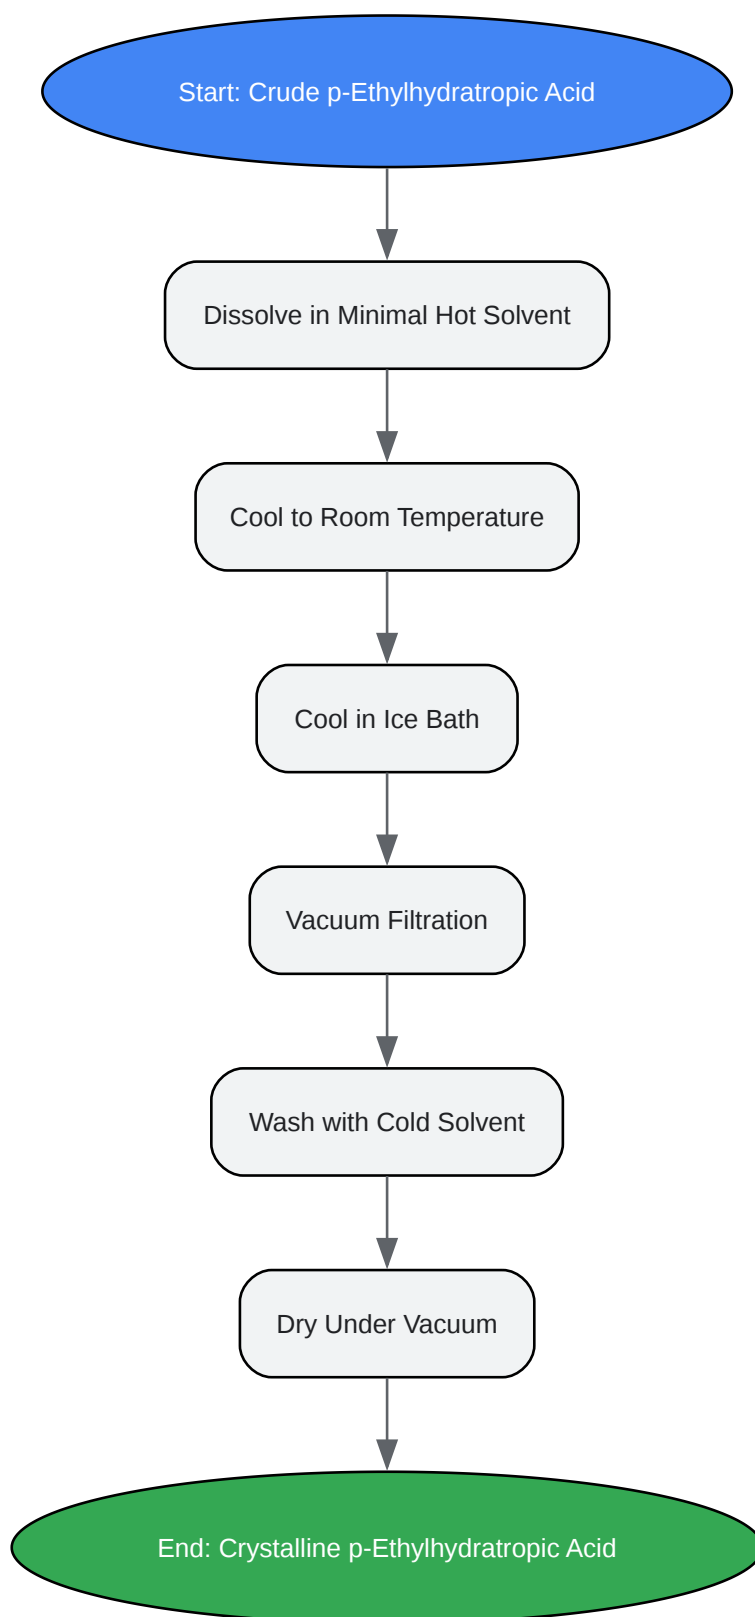 Start: Crude p-Ethylhydratropic Acid
Dissolve in Minimal Hot Solvent
Cool to Room Temperature
Cool in Ice Bath
Vacuum Filtration
Wash with Cold Solvent
Dry Under Vacuum
End: Crystalline p-Ethylhydratropic Acid